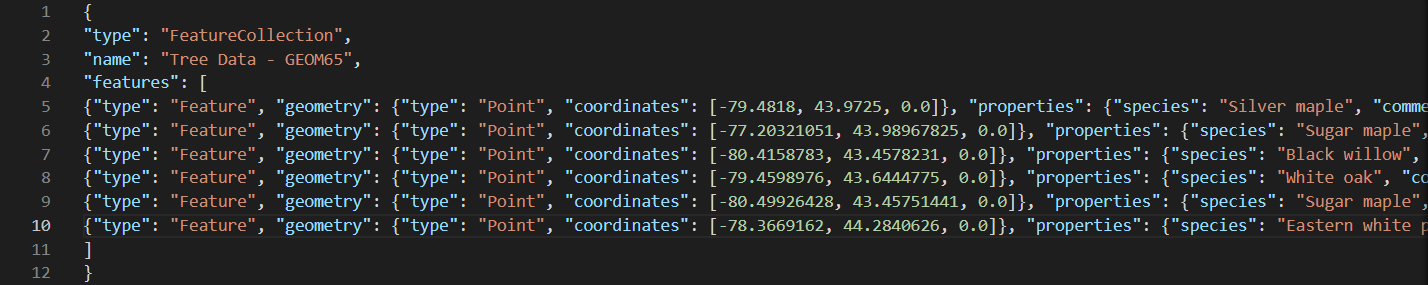 1 {
2 "type": "FeatureCollection",
3 "name": "Tree Data - GEOM65",
4 "features": [
5 {"type": "Feature", "geometry": {"type": "Point", "coordinates": [-79.4818, 43.9725, 0.0]}, "properties": {"species": "Silver maple", "comme
6 {"type": "Feature", "geometry": {"type": "Point", "coordinates": [-77.20321051, 43.98967825, 0.0]}, "properties": {"species": "Sugar maple",
7 {"type": "Feature", "geometry": {"type": "Point", "coordinates": [-80.4158783, 43.4578231, 0.0]}, "properties": {"species": "Black willow",
8 {"type": "Feature", "geometry": {"type": "Point", "coordinates": [-79.4598976, 43.6444775, 0.0]}, "properties": {"species": "White oak", "co
9 {"type": "Feature", "geometry": {"type": "Point", "coordinates": [-80.49926428, 43.45751441, 0.0]}, "properties": {"species": "Sugar maple",
10 {"type": "Feature", "geometry": {"type": "Point", "coordinates": [-78.3669162, 44.2840626, 0.0]}, "properties": {"species": "Eastern white p
11 ]
12 }